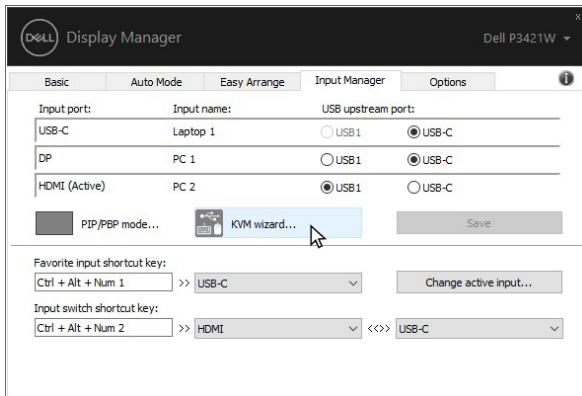 DELL Display Manager Dell P3421W
Basic Auto Mode Easy Arrange Input Manager Options
Input port: Input name: USB upstream port:
USB-C Laptop 1 USB1 USB-C
DP PC 1 USB1 USB-C
HDMI (Active) PC 2 USB1 USB-C
PIP/PBP mode... KVM wizard... Save
Favorite input shortcut key:
Ctrl + Alt + Num 1 >> USB-C Change active input...
Input switch shortcut key:
Ctrl + Alt + Num 2 >> HDMI <<>> USB-C